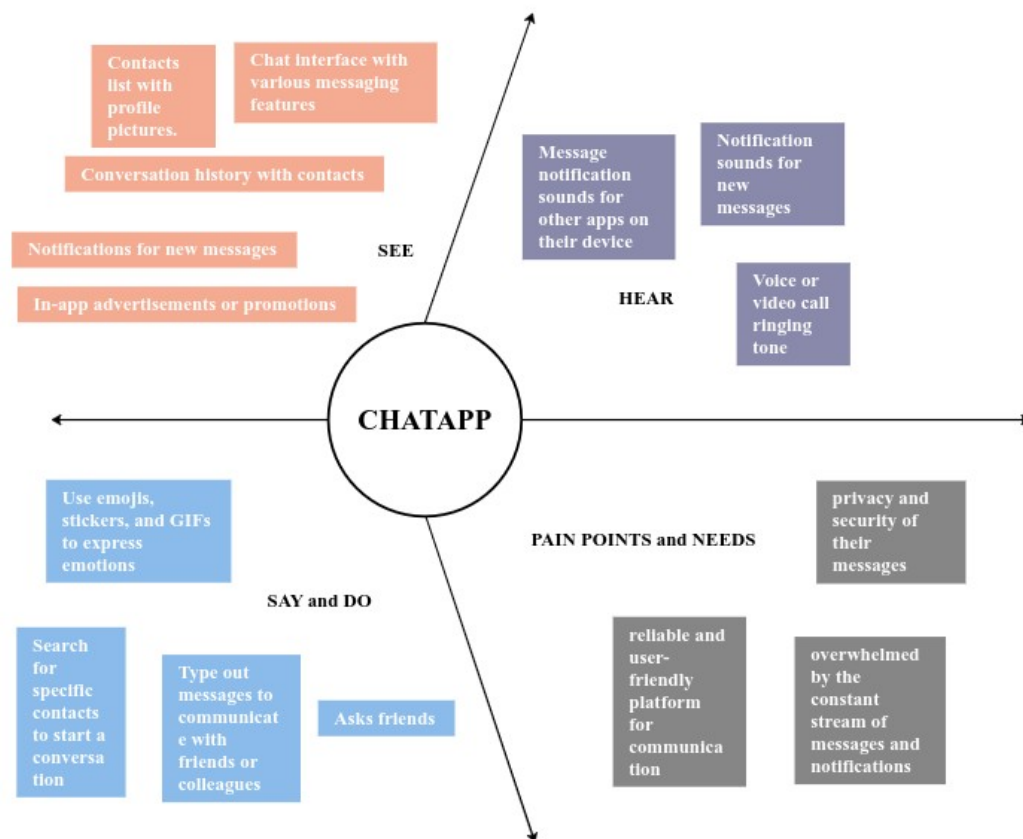 Contacts
list with
profile
pictures.
Chat interface with
various messaging
features
Conversation history with contacts
Notifications for new messages
In-app advertisements or promotions
SEE
Message
notification
sounds for
other apps on
their device
Notification
sounds for
new
messages
Voice or
video call
ringing
tone
HEAR
CHATAPP
Use emojis,
stickers, and GIFs
to express
emotions
SAY and DO
Search
for
specific
contacts
to start a
conversa
tion
Type out
messages to
communicat
e with
friends or
colleagues
Asks friends
PAIN POINTS and NEEDS
privacy and
security of
their
messages
reliable and
user-
friendly
platform
for
communica
tion
overwhelmed
by the
constant
stream of
messages and
notifications